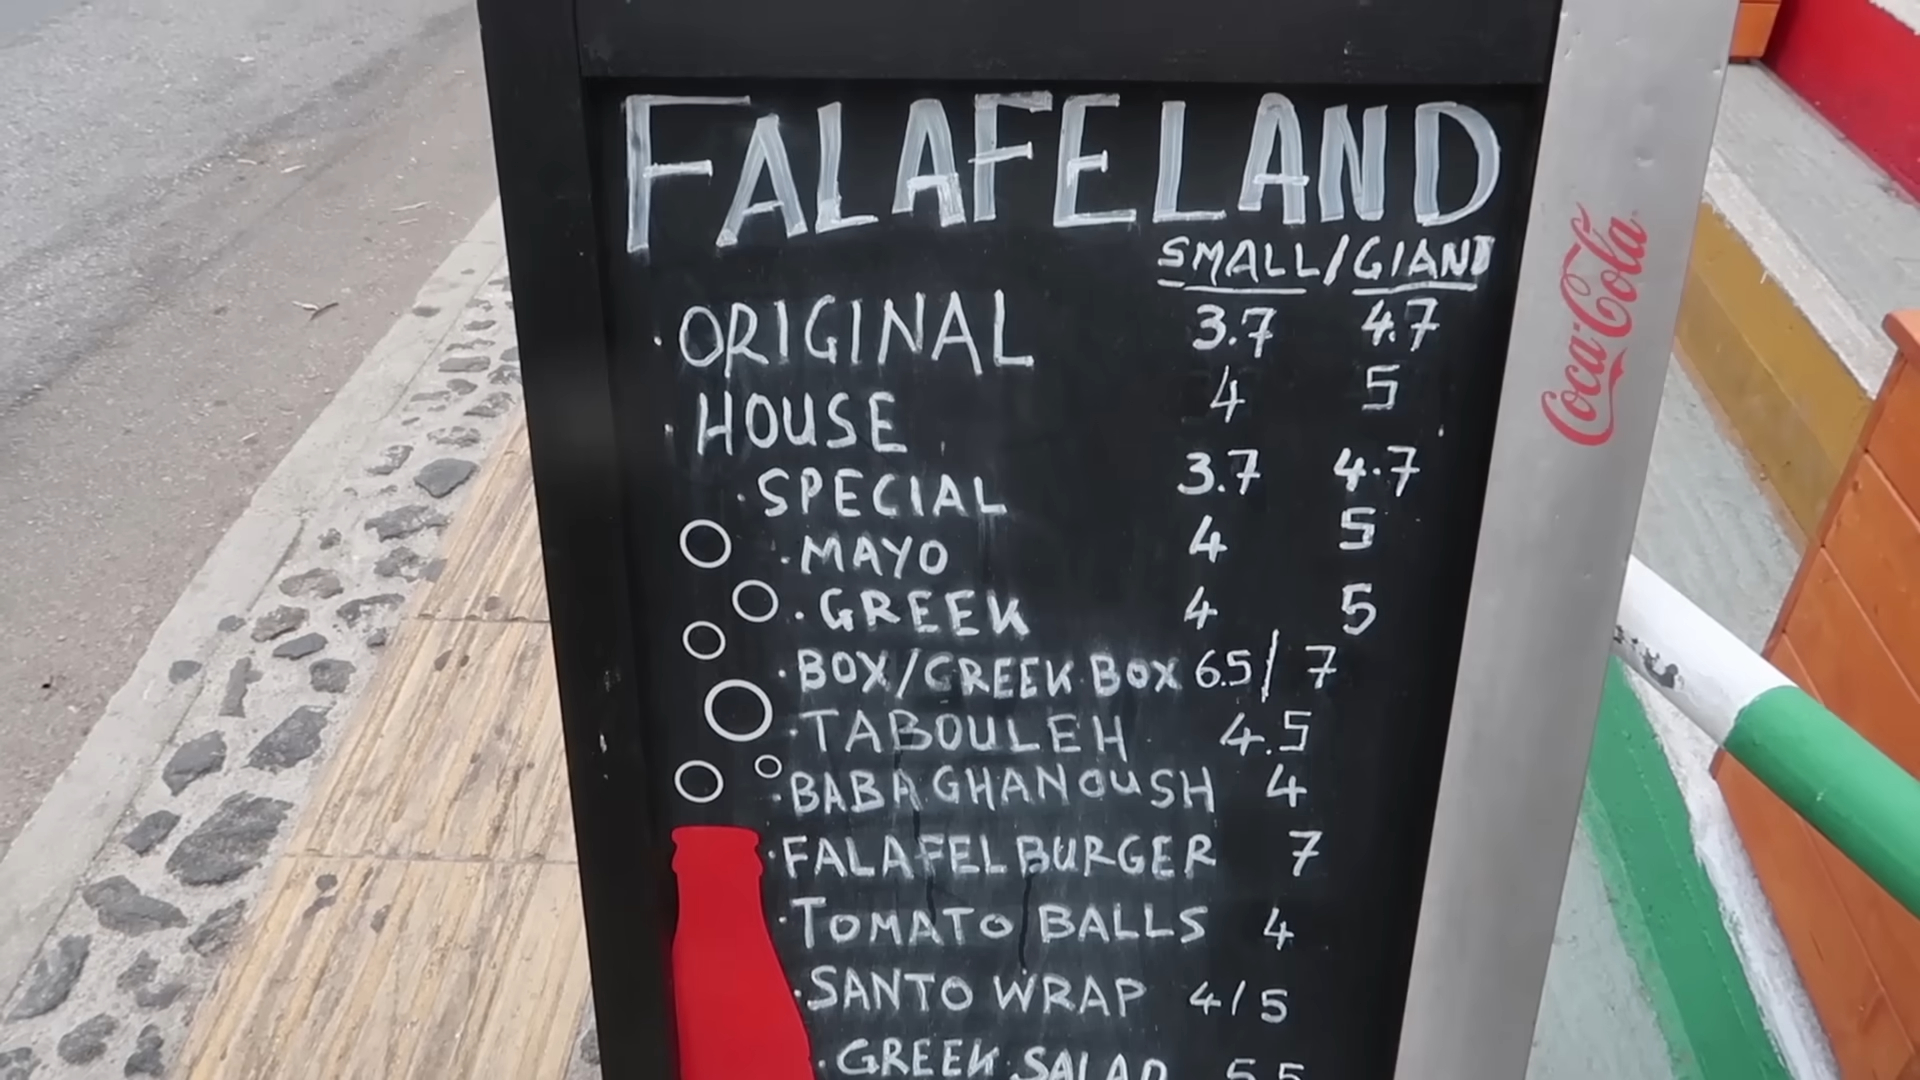 FALAFELAND
SMALL/GIANT
· ORIGINAL 3.7 4.7
· HOUSE 4 5
· SPECIAL 3.7 4.7
· MAYO 4 5
· GREEK 4 5
· BOX/GREEK BOX 6.5/ 7
· TABOULEH 4.5
· BABAGHANOUSH 4
· FALAFEL BURGER 7
· TOMATO BALLS 4
· SANTO WRAP 4/5
· GREEK SALAD 5.5
Coca-Cola